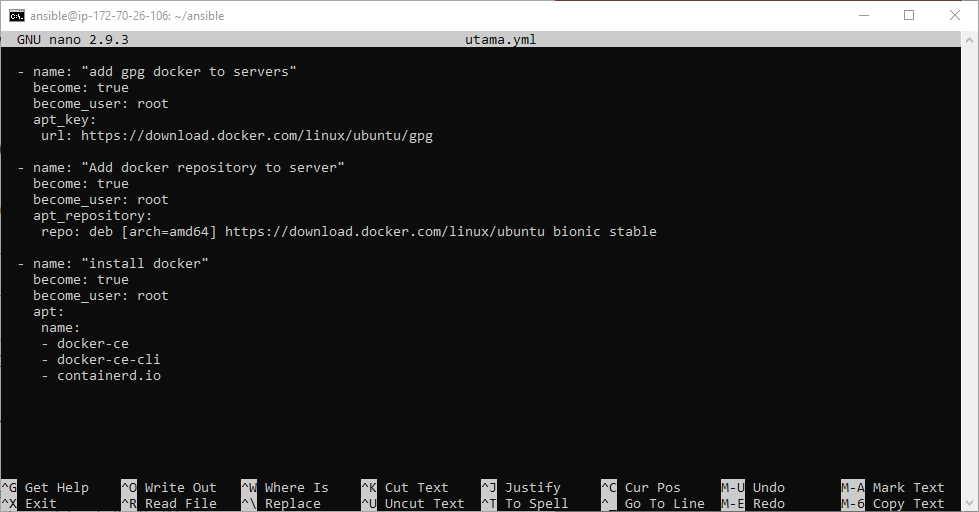 ansible@ip-172-70-26-106: ~/ansible
GNU nano 2.9.3 utama.yml
- name: "add gpg docker to servers"
become: true
become_user: root
apt_key:
url: https://download.docker.com/linux/ubuntu/gpg
- name: "Add docker repository to server"
become: true
become_user: root
apt_repository:
repo: deb [arch=amd64] https://download.docker.com/linux/ubuntu bionic stable
- name: "install docker"
become: true
become_user: root
apt:
name:
- docker-ce
- docker-ce-cli
- containerd.io
^G Get Help ^O Write Out ^W Where Is ^K Cut Text ^J Justify ^C Cur Pos M-U Undo M-A Mark Text
^X Exit ^R Read File ^\ Replace ^U Uncut Text ^T To Spell ^_ Go To Line M-E Redo M-6 Copy Text